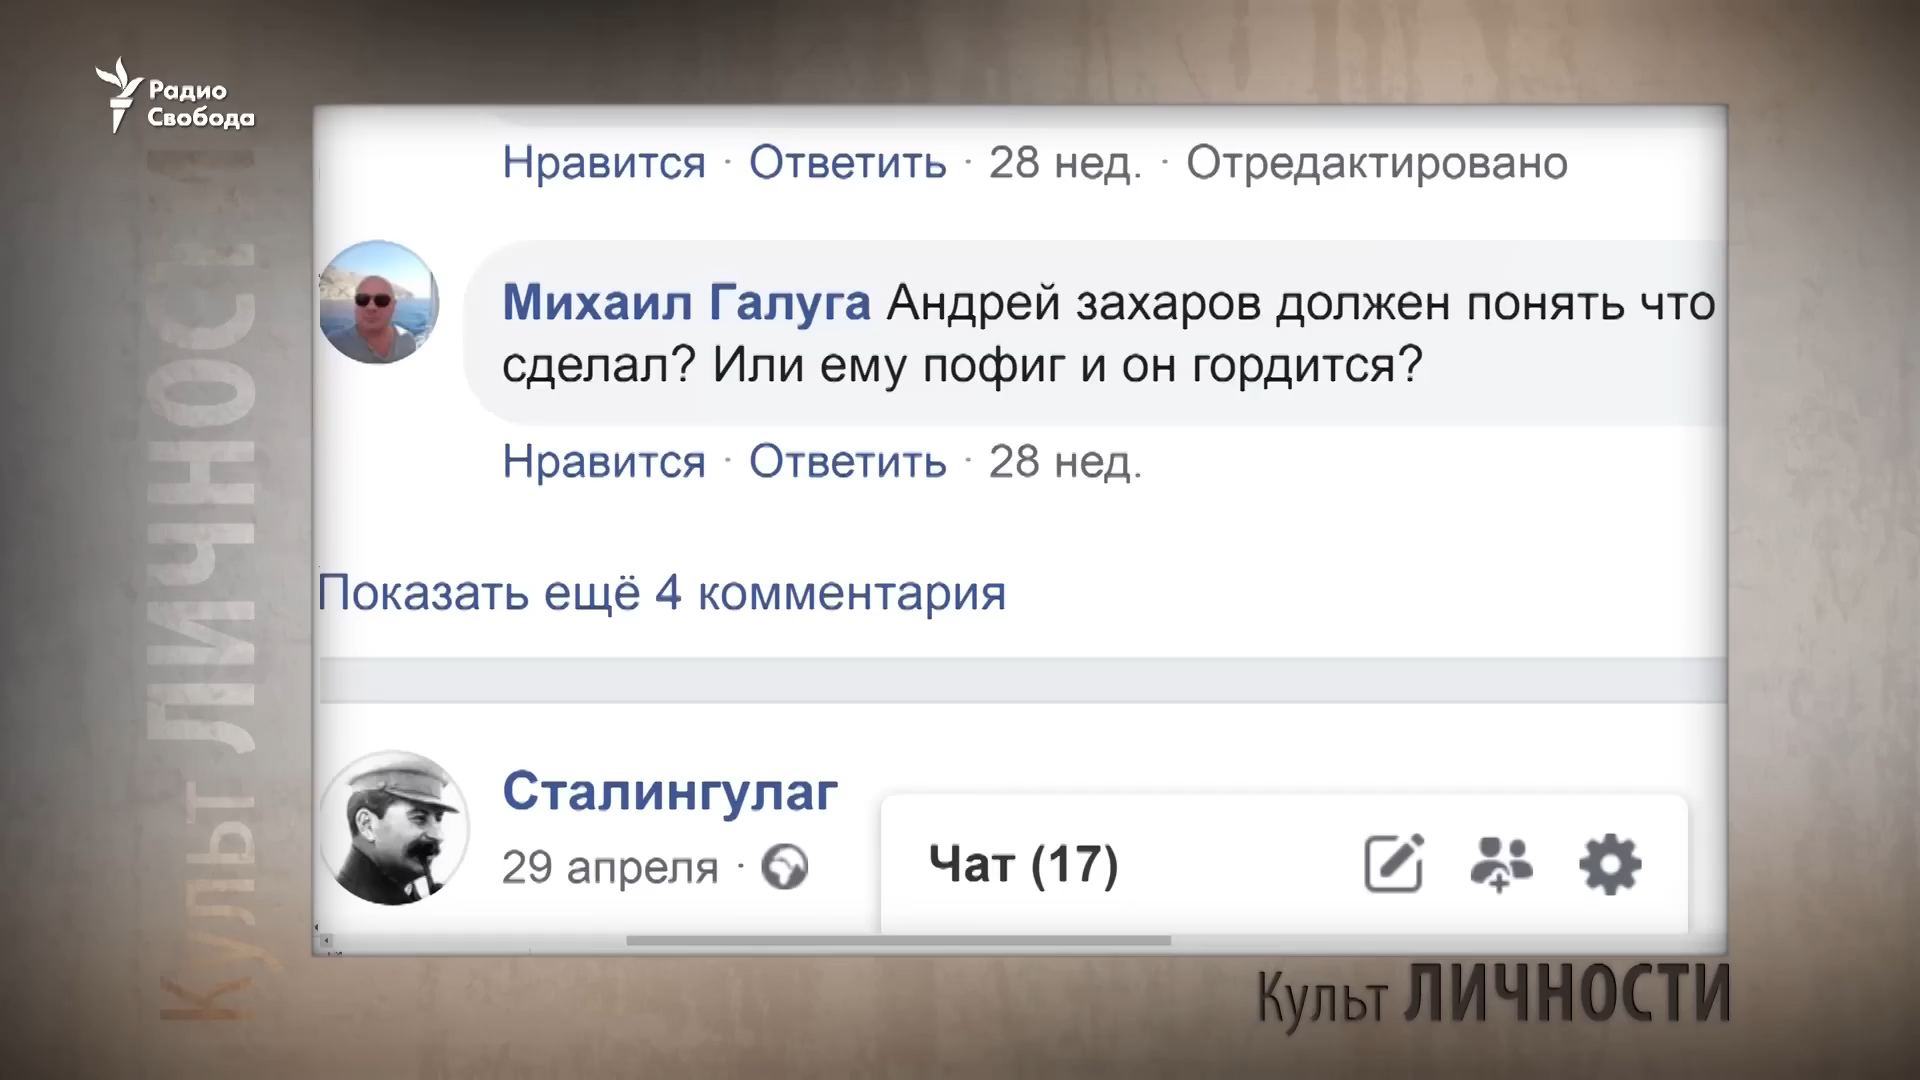 Радио
Свобода
Культ ЛИЧНОСТИ
Нравится · Ответить · 28 нед. · Отредактировано
Михаил Галуга Андрей захаров должен понять что
сделал? Или ему пофиг и он гордится?
Нравится · Ответить · 28 нед.
Показать ещё 4 комментария
Сталингулаг
29 апреля ·
Чат (17)
Культ ЛИЧНОСТИ